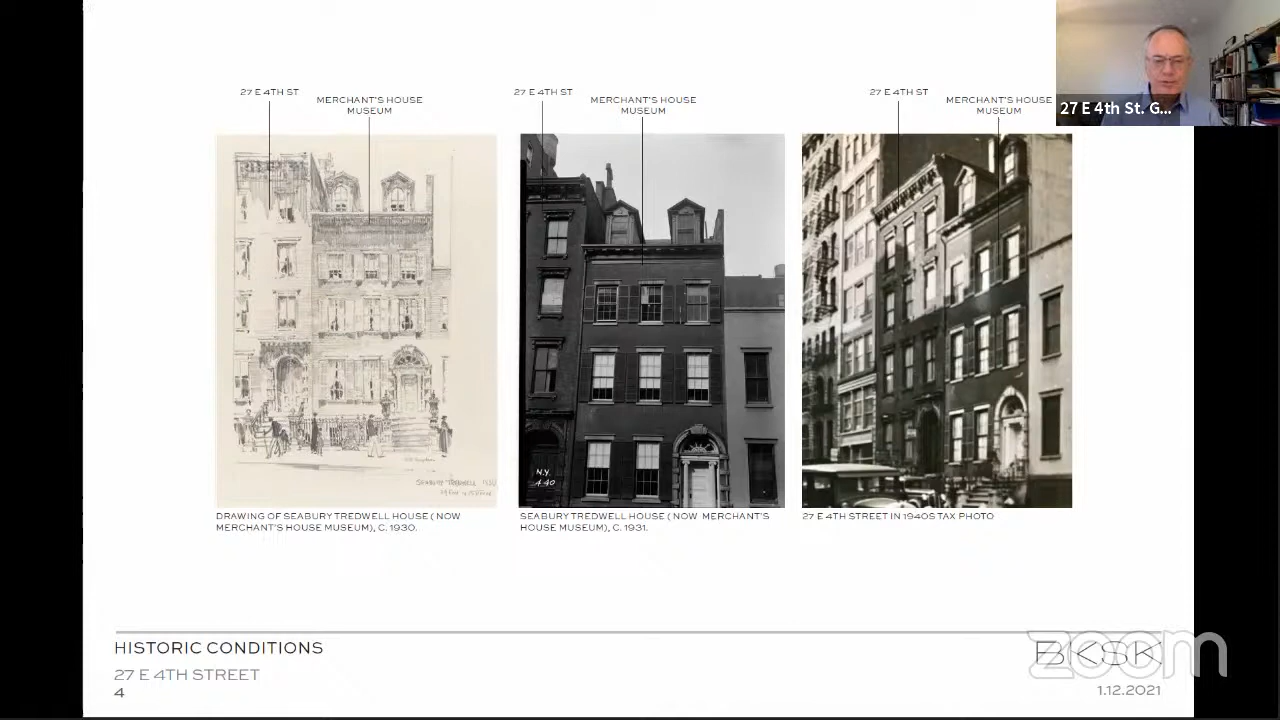 27 E 4TH ST
MERCHANT'S HOUSE
MUSEUM
27 E 4TH ST
MERCHANT'S HOUSE
MUSEUM
27 E 4TH ST
MERCHANT'S HOUSE
MUSEUM
27 E 4th St. G...
SEABURY TREDWELL
N.Y.
4.40
DRAWING OF SEABURY TREDWELL HOUSE ( NOW
MERCHANT'S HOUSE MUSEUM), C. 1930.
SEABURY TREDWELL HOUSE ( NOW MERCHANT'S
HOUSE MUSEUM), C. 1931.
27 E 4TH STREET IN 1940S TAX PHOTO
HISTORIC CONDITIONS
27 E 4TH STREET
4
BKSK
zoom
1.12.2021